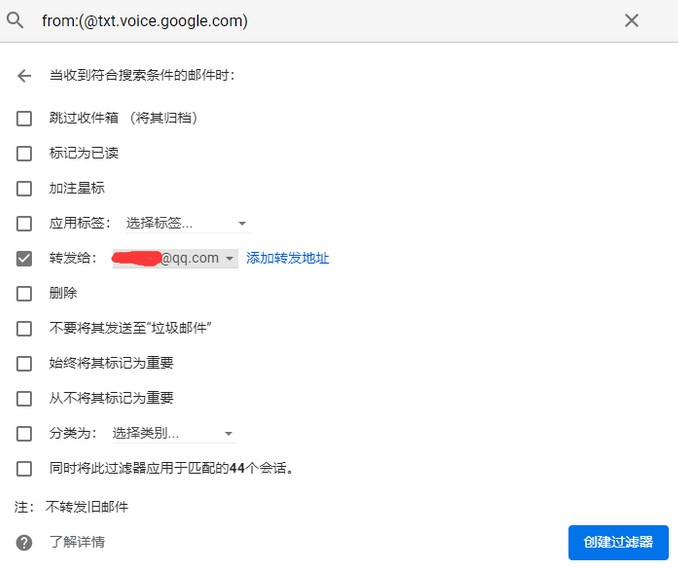 from:(@txt.voice.google.com)
当收到符合搜索条件的邮件时：
跳过收件箱 （将其归档）
标记为已读
加注星标
应用标签： 选择标签...
转发给： @qq.com 添加转发地址
删除
不要将其发送至“垃圾邮件”
始终将其标记为重要
从不将其标记为重要
分类为： 选择类别...
同时将此过滤器应用于匹配的44个会话。
注： 不转发旧邮件
了解详情
创建过滤器